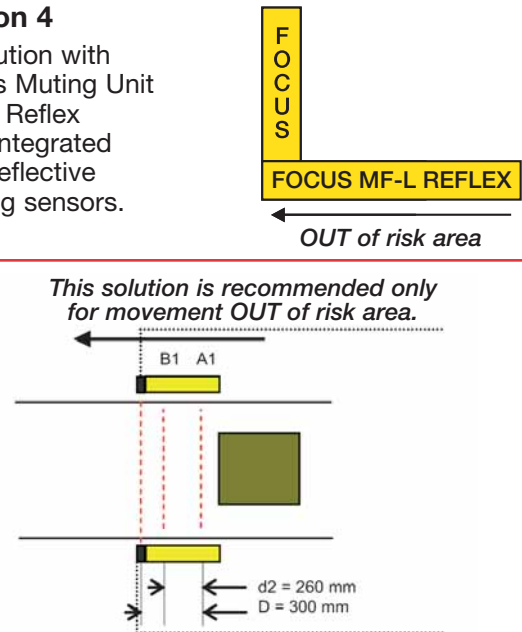 on 4
ution with
s Muting Unit
Reflex
ntegrated
eflective
g sensors.
FOCUS
FOCUS MF-L REFLEX
OUT of risk area
This solution is recommended only
for movement OUT of risk area.
B1 A1
d2 = 260 mm
D = 300 mm